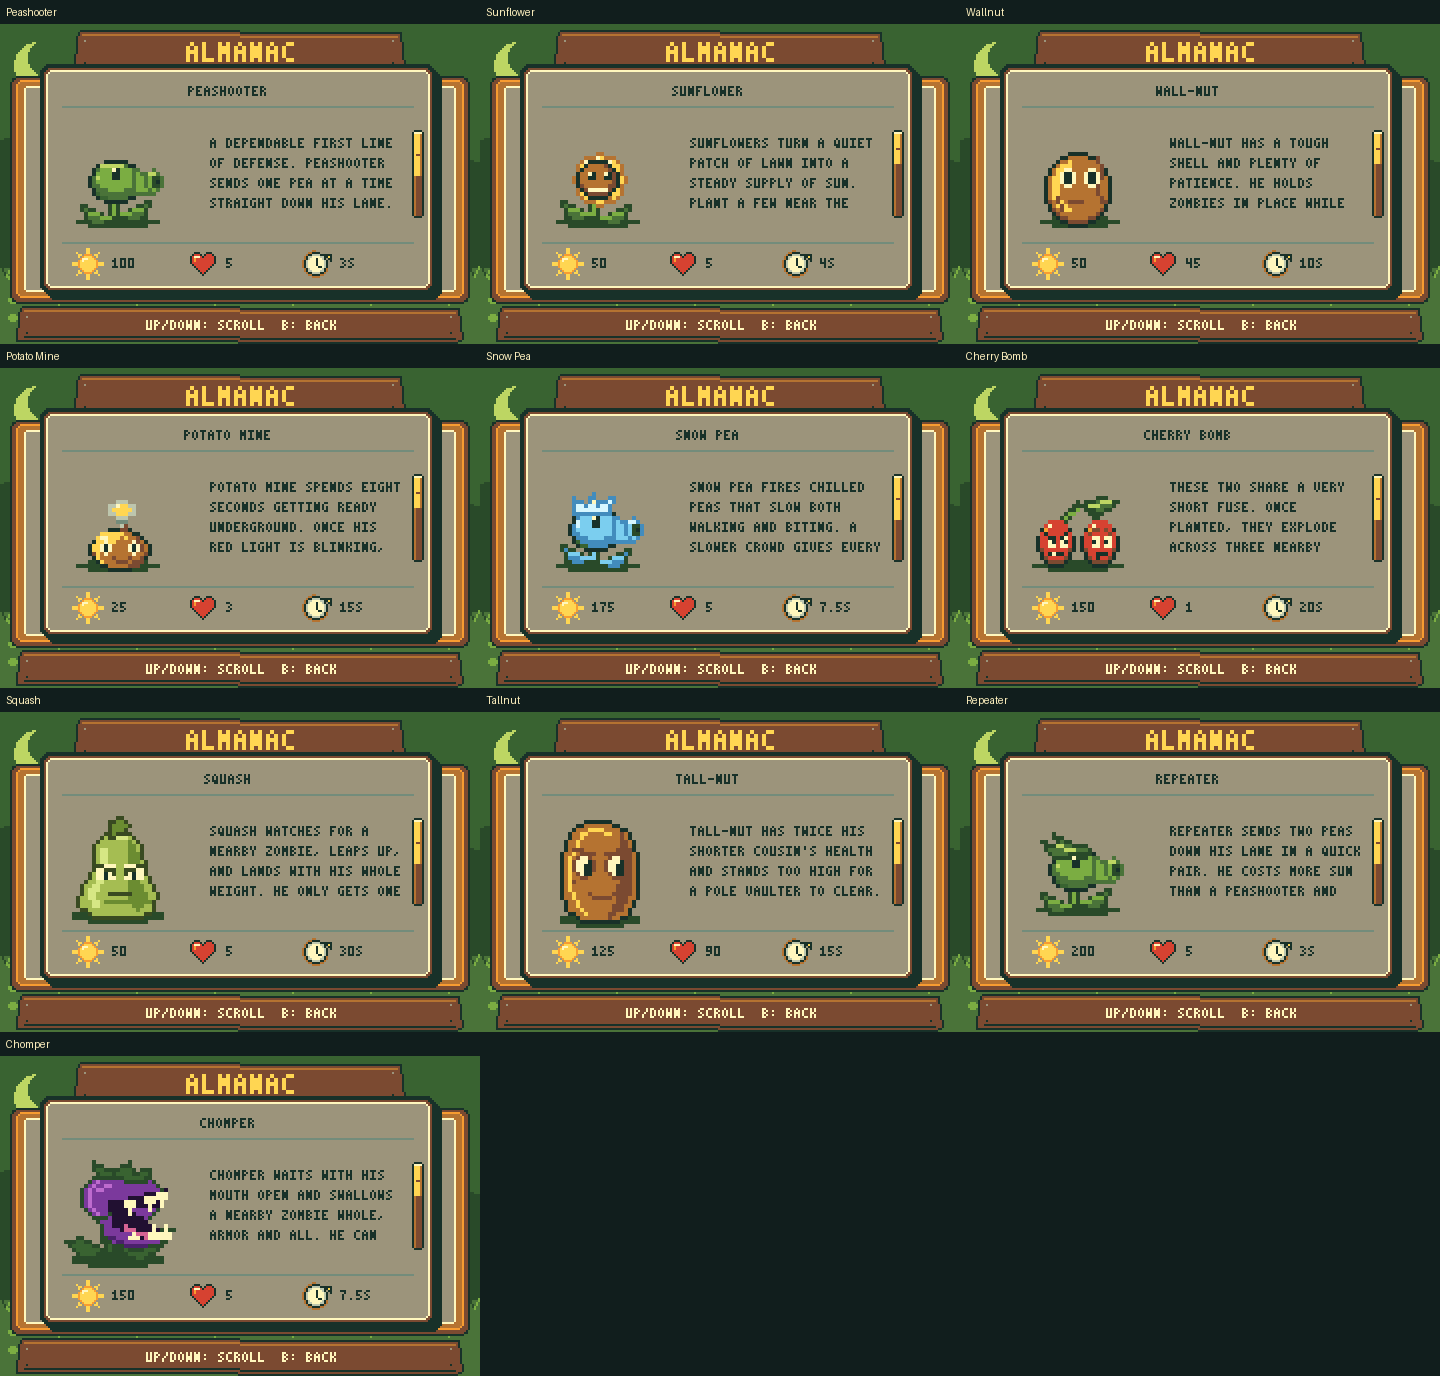 Peashooter
ALMANAC
PEASHOOTER
A DEPENDABLE FIRST LINE
OF DEFENSE. PEASHOOTER
SENDS ONE PEA AT A TIME
STRAIGHT DOWN HIS LANE.
100 5 3S
UP/DOWN: SCROLL B: BACK
Sunflower
ALMANAC
SUNFLOWER
SUNFLOWERS TURN A QUIET
PATCH OF LAWN INTO A
STEADY SUPPLY OF SUN.
PLANT A FEW NEAR THE
50 5 4S
UP/DOWN: SCROLL B: BACK
Wallnut
ALMANAC
WALL-NUT
WALL-NUT HAS A TOUGH
SHELL AND PLENTY OF
PATIENCE. HE HOLDS
ZOMBIES IN PLACE WHILE
50 45 10S
UP/DOWN: SCROLL B: BACK
Potato Mine
ALMANAC
POTATO MINE
POTATO MINE SPENDS EIGHT
SECONDS GETTING READY
UNDERGROUND. ONCE HIS
RED LIGHT IS BLINKING,
25 3 15S
UP/DOWN: SCROLL B: BACK
Snow Pea
ALMANAC
SNOW PEA
SNOW PEA FIRES CHILLED
PEAS THAT SLOW BOTH
WALKING AND BITING. A
SLOWER CROWD GIVES EVERY
175 5 7.5S
UP/DOWN: SCROLL B: BACK
Cherry Bomb
ALMANAC
CHERRY BOMB
THESE TWO SHARE A VERY
SHORT FUSE. ONCE
PLANTED, THEY EXPLODE
ACROSS THREE NEARBY
150 1 20S
UP/DOWN: SCROLL B: BACK
Squash
ALMANAC
SQUASH
SQUASH WATCHES FOR A
NEARBY ZOMBIE, LEAPS UP,
AND LANDS WITH HIS WHOLE
WEIGHT. HE ONLY GETS ONE
50 5 30S
UP/DOWN: SCROLL B: BACK
Tallnut
ALMANAC
TALL-NUT
TALL-NUT HAS TWICE HIS
SHORTER COUSIN'S HEALTH
AND STANDS TOO HIGH FOR
A POLE VAULTER TO CLEAR.
125 90 15S
UP/DOWN: SCROLL B: BACK
Repeater
ALMANAC
REPEATER
REPEATER SENDS TWO PEAS
DOWN HIS LANE IN A QUICK
PAIR. HE COSTS MORE SUN
THAN A PEASHOOTER AND
200 5 3S
UP/DOWN: SCROLL B: BACK
Chomper
ALMANAC
CHOMPER
CHOMPER WAITS WITH HIS
MOUTH OPEN AND SWALLOWS
A NEARBY ZOMBIE WHOLE,
ARMOR AND ALL. HE CAN
150 5 7.5S
UP/DOWN: SCROLL B: BACK